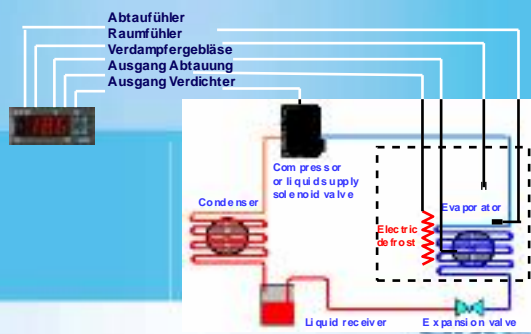 Abtaufühler
Raumfühler
Verdampfergebläse
Ausgang Abtauung
Ausgang Verdichter
Compressor
or liquid supply
solenoid valve
Condenser
Evaporator
Electric
defrost
Liquid receiver
Expansion valve